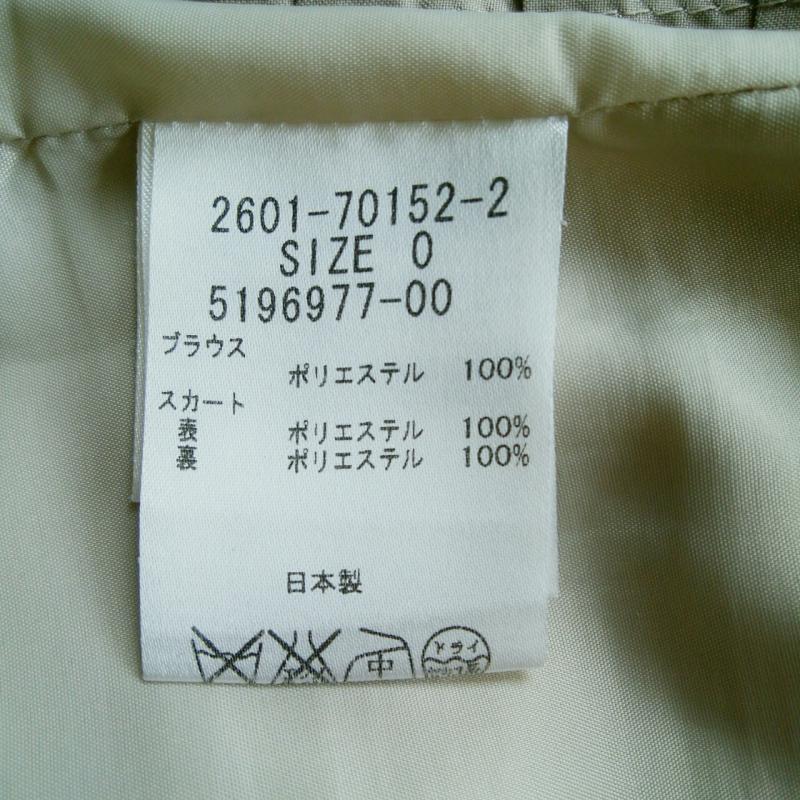 2601-70152-2
SIZE 0
5196977-00
ブラウス
ポリエステル 100%
スカート
表 ポリエステル 100%
裏 ポリエステル 100%
日本製
中 ドライ